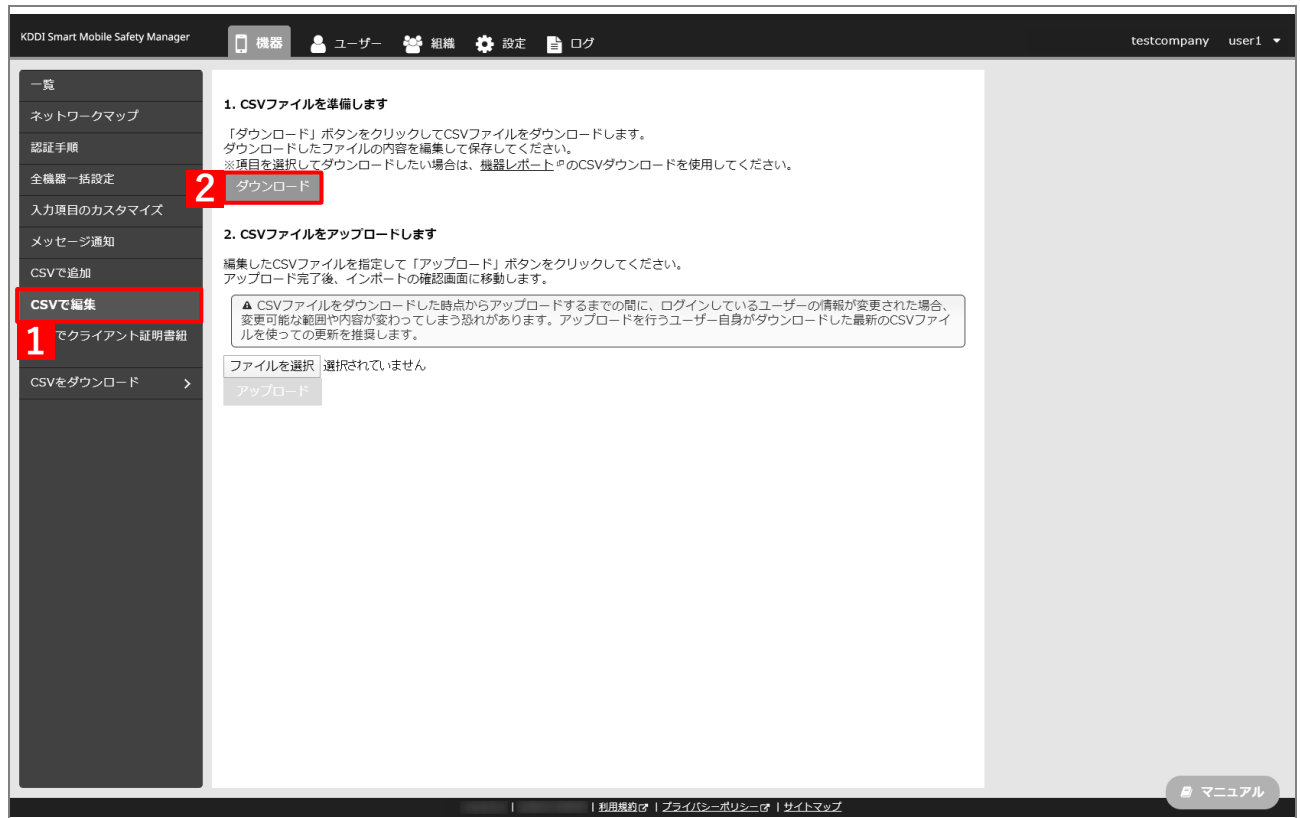 KDDI Smart Mobile Safety Manager
機器
ユーザー
組織
設定
ログ
testcompany user1
一覧
ネットワークマップ
認証手順
全機器一括設定
入力項目のカスタマイズ
メッセージ通知
CSVで追加
CSVで編集
1
でクライアント証明書紐
CSVをダウンロード
1. CSVファイルを準備します
「ダウンロード」ボタンをクリックしてCSVファイルをダウンロードします。
ダウンロードしたファイルの内容を編集して保存してください。
※項目を選択してダウンロードしたい場合は、機器レポートのCSVダウンロードを使用してください。
2
ダウンロード
2. CSVファイルをアップロードします
編集したCSVファイルを指定して「アップロード」ボタンをクリックしてください。
アップロード完了後、インポートの確認画面に移動します。
CSVファイルをダウンロードした時点からアップロードするまでの間に、ログインしているユーザーの情報が変更された場合、
変更可能な範囲や内容が変わってしまう恐れがあります。アップロードを行うユーザー自身がダウンロードした最新のCSVファイ
ルを使っての更新を推奨します。
ファイルを選択 選択されていません
アップロード
マニュアル
| | 利用規約 | プライバシーポリシー | サイトマップ